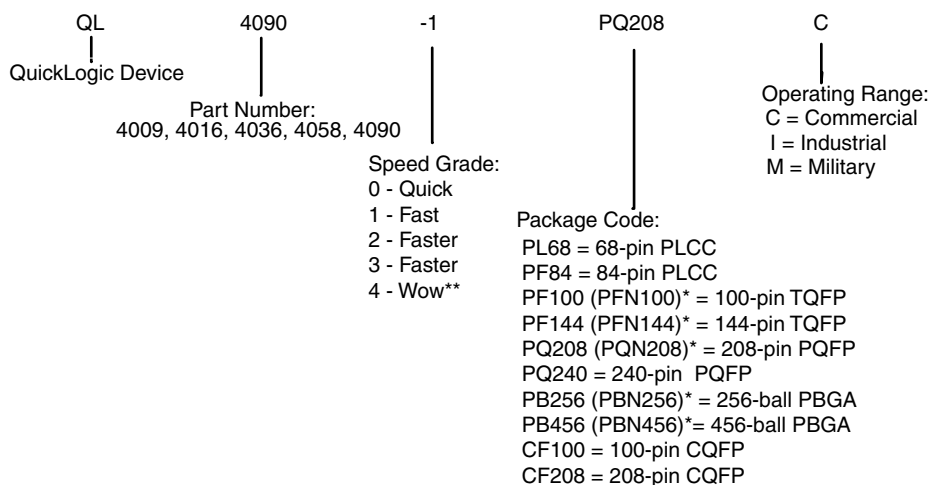 QL 4090 -1 PQ208 C
QuickLogic Device
Part Number:
4009, 4016, 4036, 4058, 4090
Speed Grade:
0 - Quick
1 - Fast
2 - Faster
3 - Faster
4 - Wow**
Package Code:
PL68 = 68-pin PLCC
PF84 = 84-pin PLCC
PF100 (PFN100)* = 100-pin TQFP
PF144 (PFN144)* = 144-pin TQFP
PQ208 (PQN208)* = 208-pin PQFP
PQ240 = 240-pin PQFP
PB256 (PBN256)* = 256-ball PBGA
PB456 (PBN456)*= 456-ball PBGA
CF100 = 100-pin CQFP
CF208 = 208-pin CQFP
Operating Range:
C = Commercial
I = Industrial
M = Military